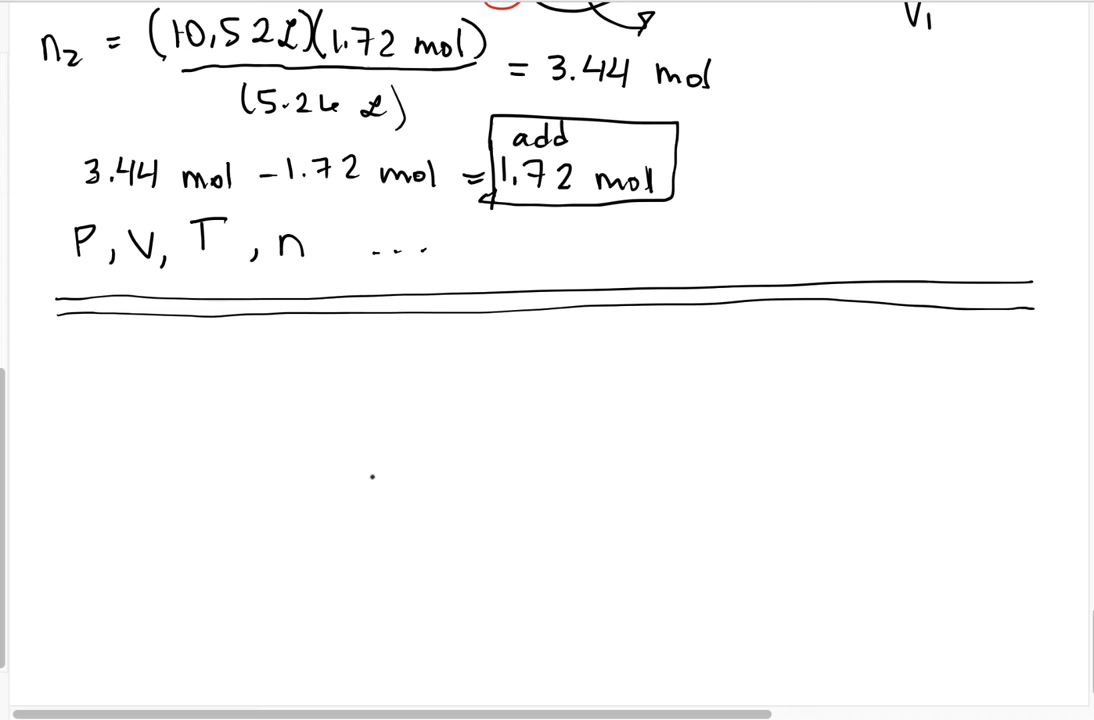 V₁
n₂ = (10,52L)(1.72 mol) / (5.26 L) = 3.44 mol
add
3.44 mol - 1.72 mol = 1.72 mol
P, V, T, n ...